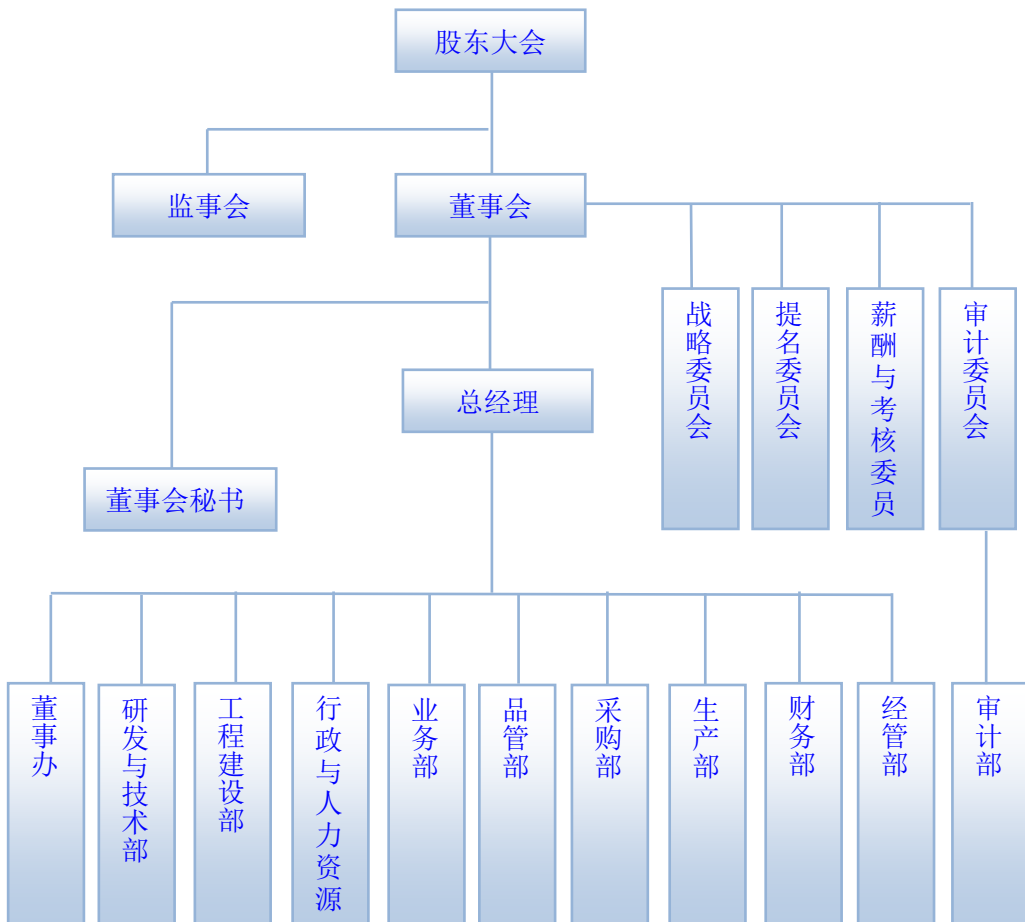 股东大会
监事会
董事会
战略委员会
提名委员会
薪酬与考核委员
审计委员会
总经理
董事会秘书
董事办
研发与技术部
工程建设部
行政与人力资源
业务部
品管部
采购部
生产部
财务部
经管部
审计部